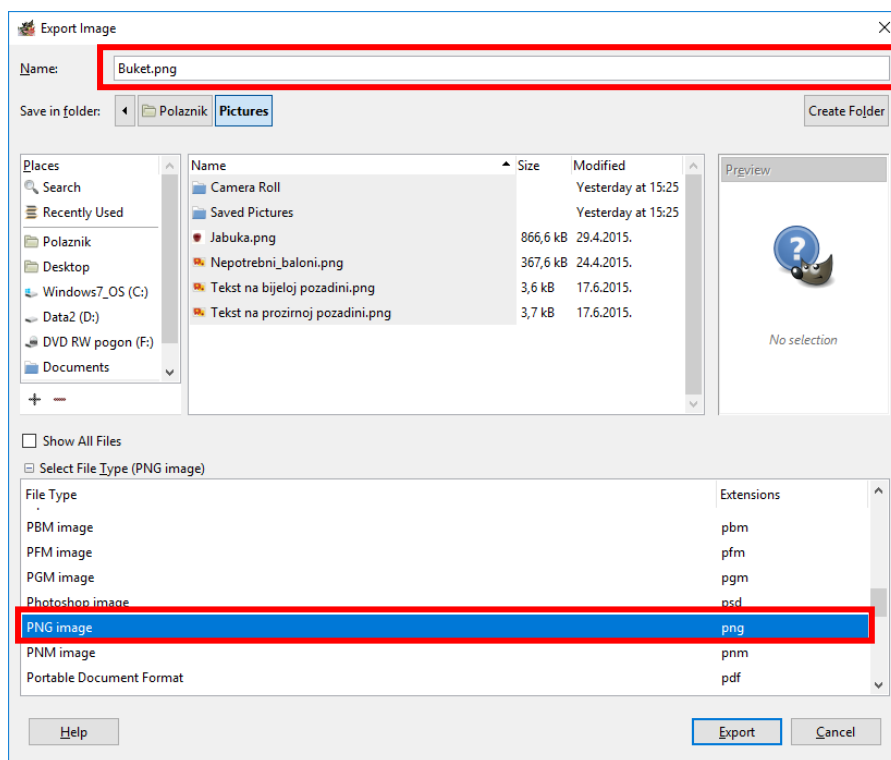 Export Image
Name: Buket.png
Save in folder: Polaznik Pictures Create Folder
Places
Search
Recently Used
Polaznik
Desktop
Windows7_OS (C:)
Data2 (D:)
DVD RW pogon (F:)
Documents
Name Size Modified
Camera Roll Yesterday at 15:25
Saved Pictures Yesterday at 15:25
Jabuka.png 866,6 kB 29.4.2015.
Nepotrebni_baloni.png 367,6 kB 24.4.2015.
Tekst na bijeloj pozadini.png 3,6 kB 17.6.2015.
Tekst na prozirnoj pozadini.png 3,7 kB 17.6.2015.
Preview
?
No selection
Show All Files
Select File Type (PNG image)
File Type Extensions
PBM image pbm
PFM image pfm
PGM image pgm
Photoshop image psd
PNG image png
PNM image pnm
Portable Document Format pdf
Help Export Cancel